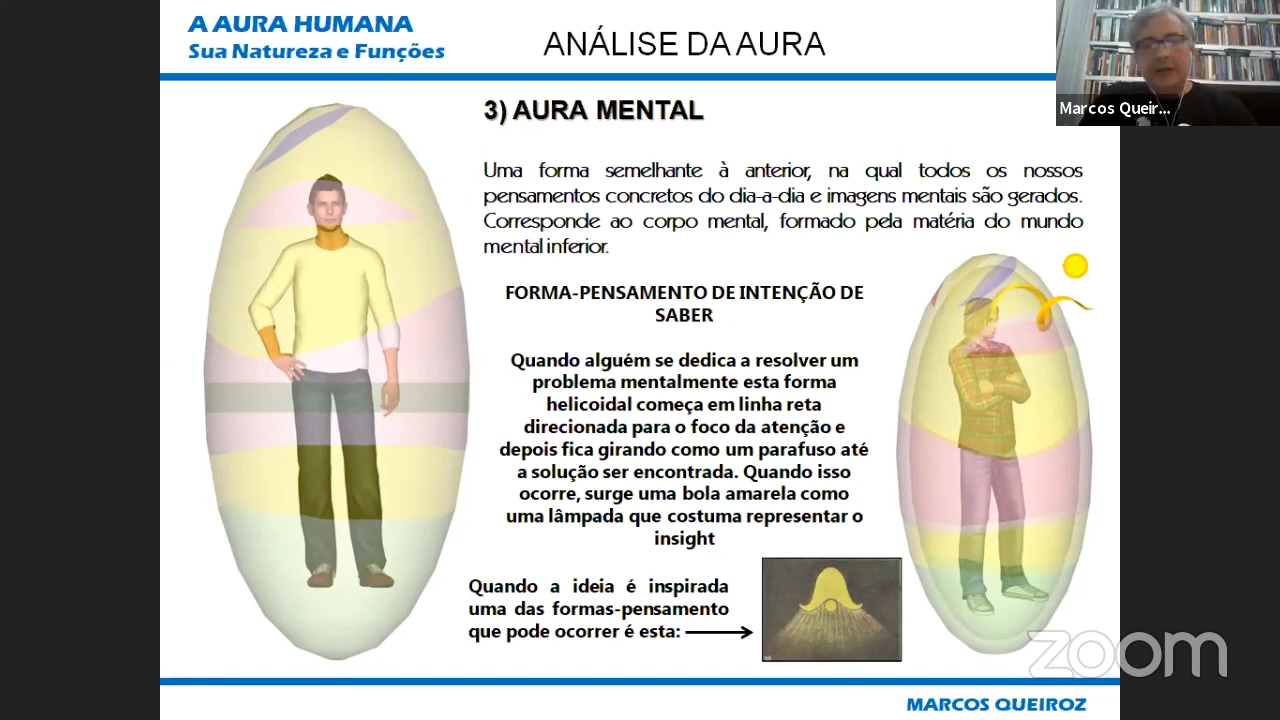 A AURA HUMANA
Sua Natureza e Funções
ANÁLISE DA AURA
Marcos Queir...
3) AURA MENTAL
Uma forma semelhante à anterior, na qual todos os nossos
pensamentos concretos do dia-a-dia e imagens mentais são gerados.
Corresponde ao corpo mental, formado pela matéria do mundo
mental inferior.
FORMA-PENSAMENTO DE INTENÇÃO DE
SABER
Quando alguém se dedica a resolver um
problema mentalmente esta forma
helicoidal começa em linha reta
direcionada para o foco da atenção e
depois fica girando como um parafuso até
a solução ser encontrada. Quando isso
ocorre, surge uma bola amarela como
uma lâmpada que costuma representar o
insight
Quando a ideia é inspirada
uma das formas-pensamento
que pode ocorrer é esta:
zoom
MARCOS QUEIROZ